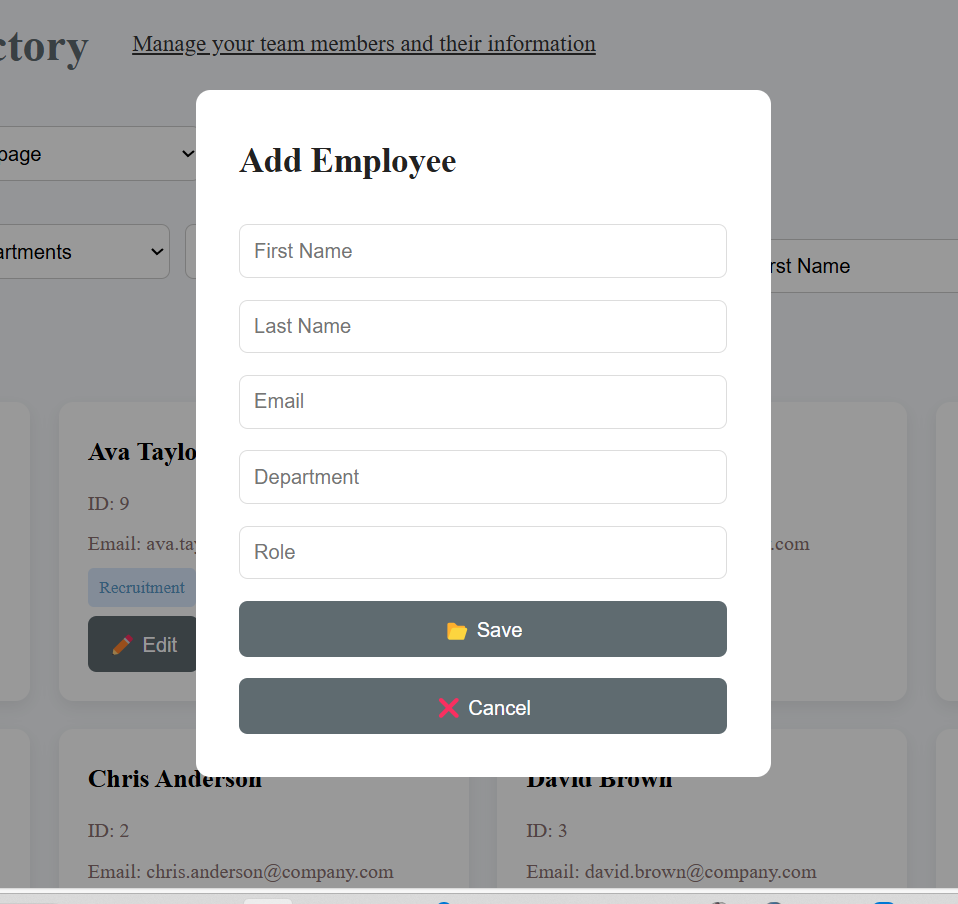 ctory
Manage your team members and their information
page
Add Employee
First Name
artments
rst Name
Last Name
Email
Department
Role
Ava Taylo
ID: 9
Email: ava.tay
.com
Recruitment
Edit
Save
Cancel
Chris Anderson
David Brown
ID: 2
ID: 3
Email: chris.anderson@company.com
Email: david.brown@company.com